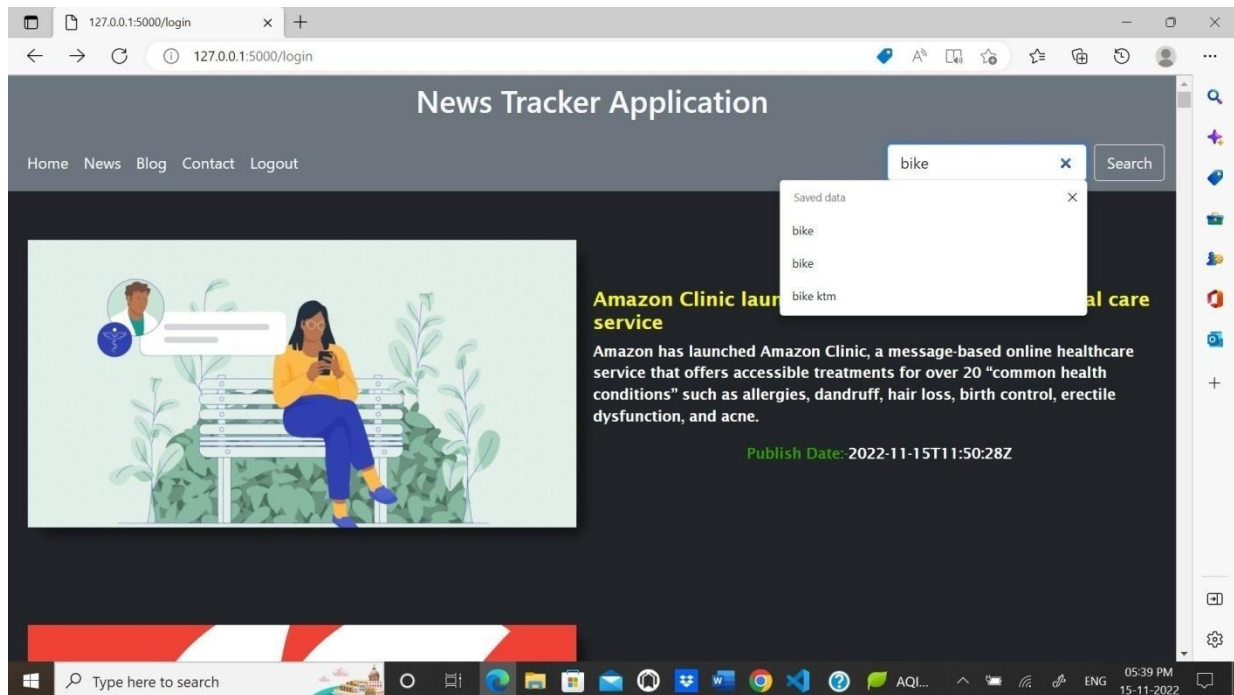 127.0.0.1:5000/login
127.0.0.1:5000/login
News Tracker Application
Home News Blog Contact Logout
bike
Search
Saved data
bike
bike
bike ktm
Amazon Clinic laun al care
service
Amazon has launched Amazon Clinic, a message-based online healthcare
service that offers accessible treatments for over 20 “common health
conditions” such as allergies, dandruff, hair loss, birth control, erectile
dysfunction, and acne.
Publish Date:-2022-11-15T11:50:28Z
Type here to search
AQI...
ENG
05:39 PM
15-11-2022